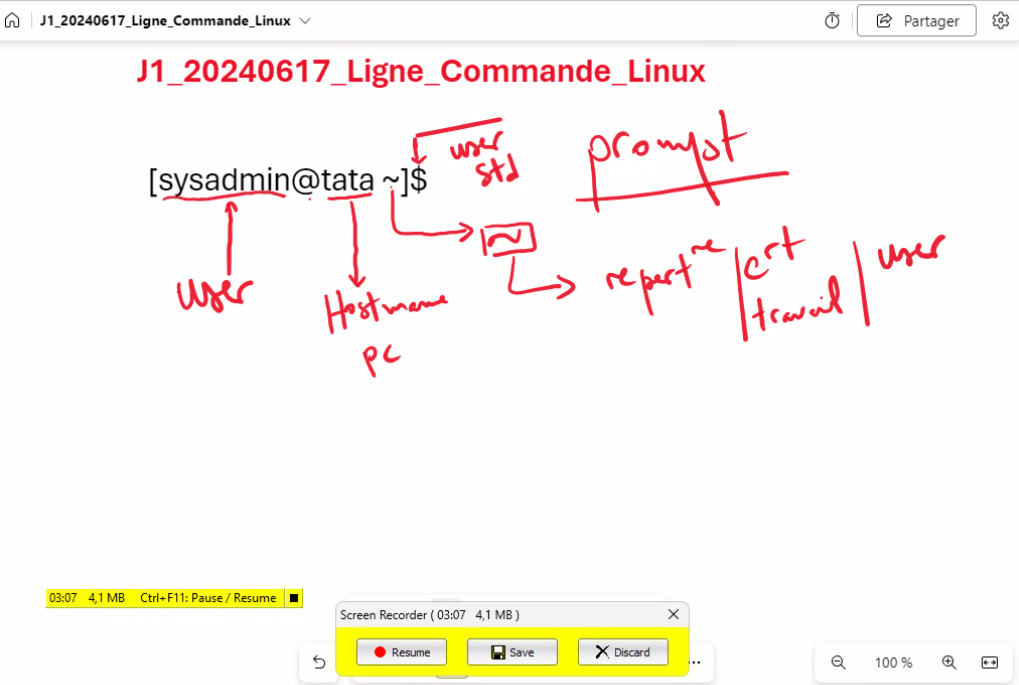 J1_20240617_Ligne_Commande_Linux
Partager
J1_20240617_Ligne_Commande_Linux
user
std
prompt
[sysadmin@tata ~]$
~
user
Hostname
pc
repertre
crt
travail
user
03:07 4,1 MB Ctrl+F11: Pause / Resume
Screen Recorder ( 03:07 4,1 MB )
Resume
Save
Discard
100 %